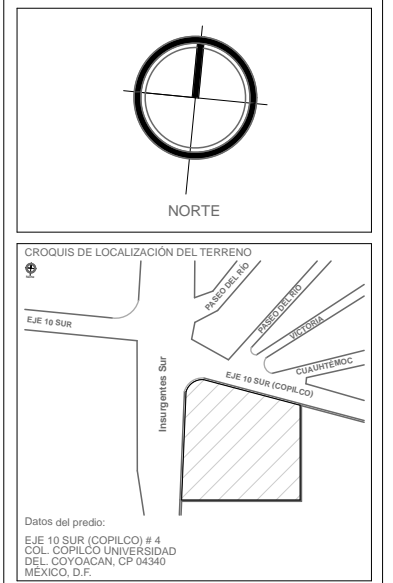 NORTE
CROQUIS DE LOCALIZACIÓN DEL TERRENO
PASEO DEL RÍO
PASEO DEL RIO
VICTORIA
EJE 10 SUR
CUAUHTÉMOC
Insurgentes Sur
EJE 10 SUR (COPILCO)
Datos del predio:
EJE 10 SUR (COPILCO) # 4
COL. COPILCO UNIVERSIDAD
DEL. COYOACAN, CP 04340
MÉXICO, D.F.